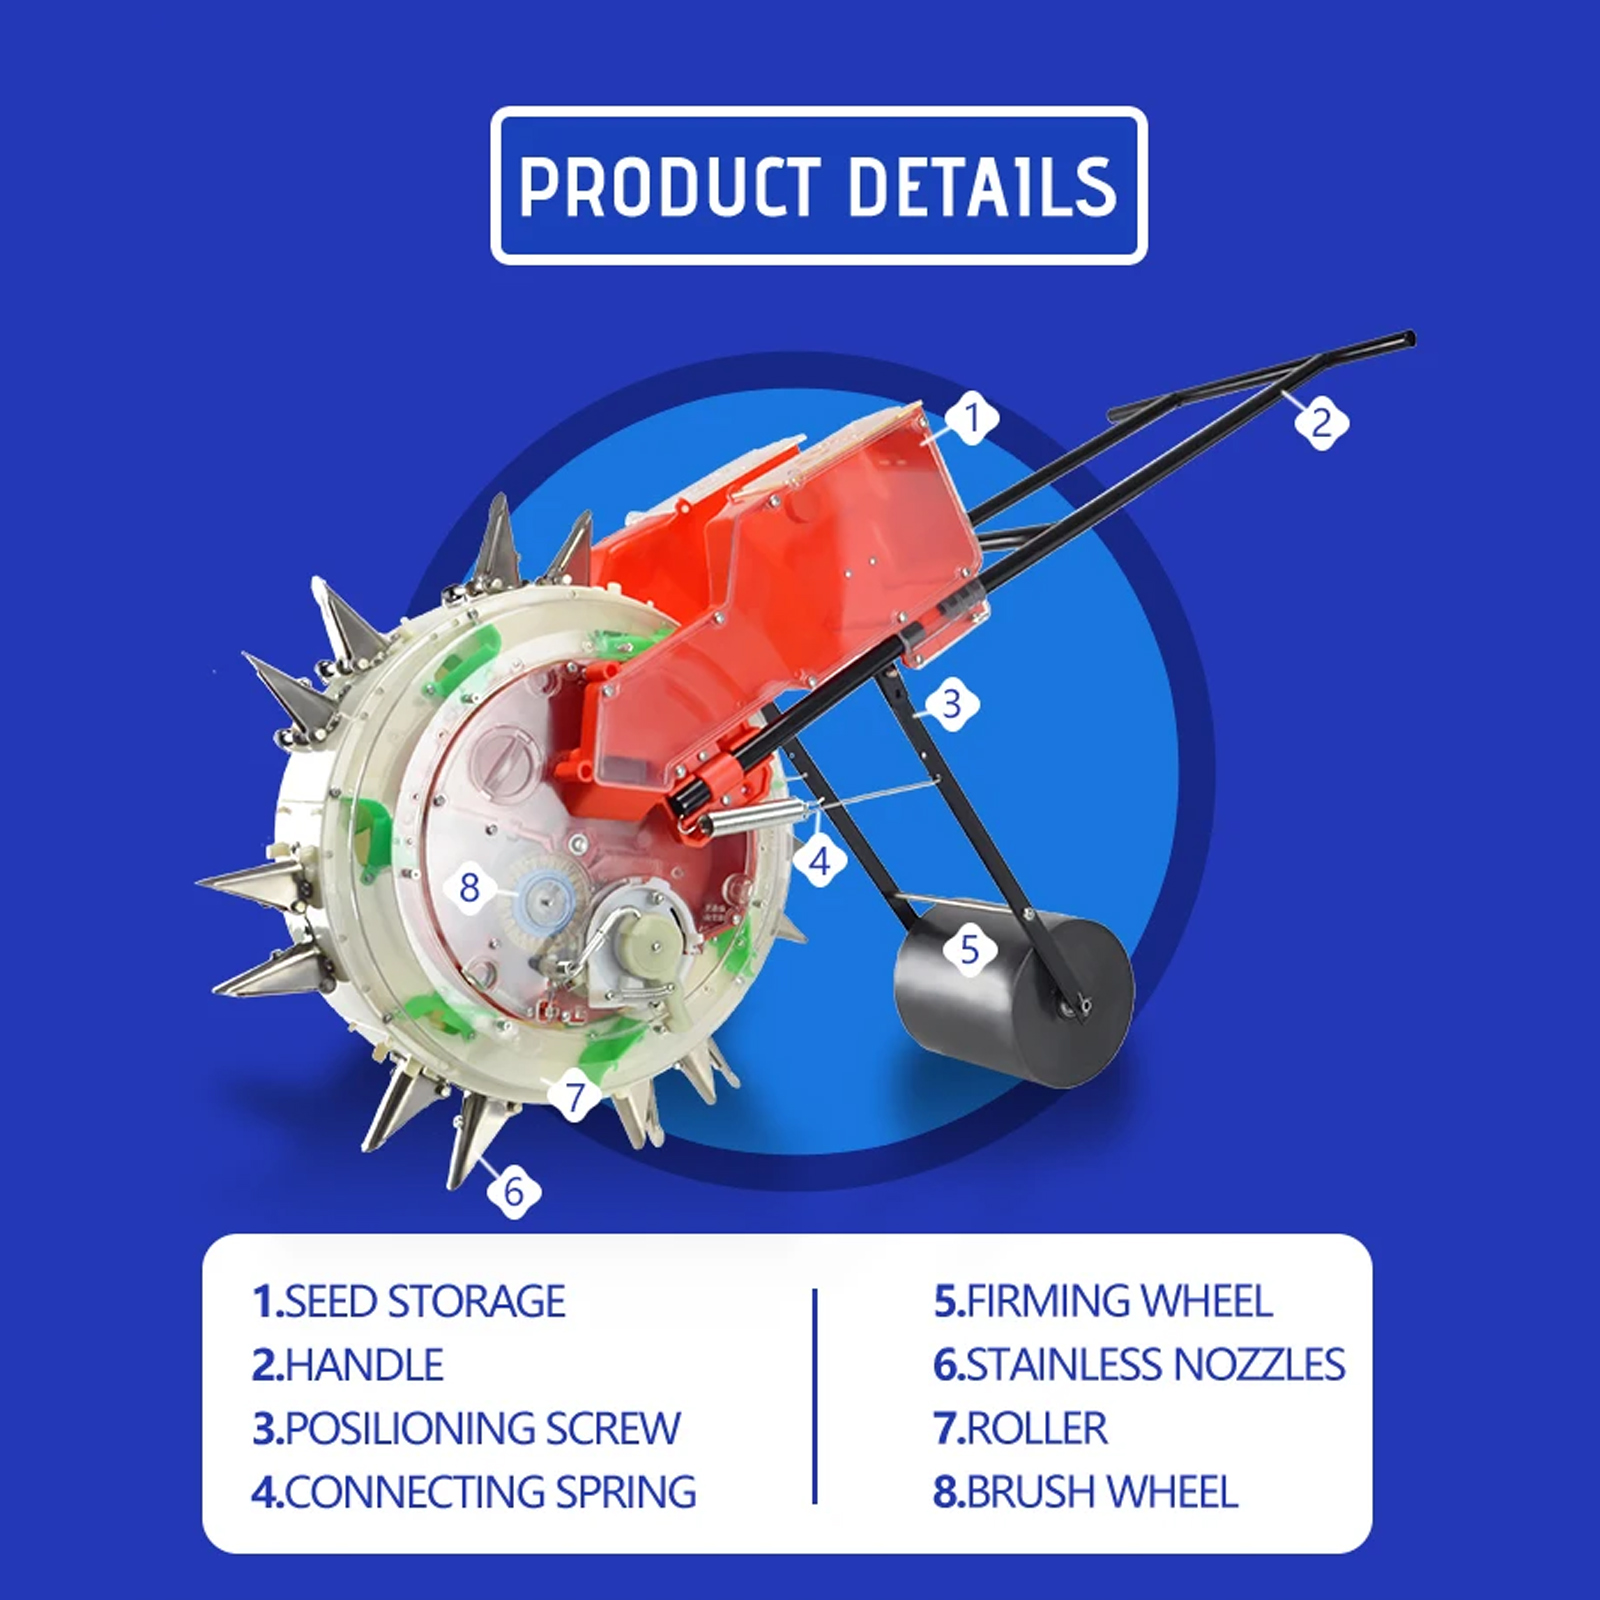 PRODUCT DETAILS
1
2
3
4
5
8
7
6
1.SEED STORAGE
2.HANDLE
3.POSILIONING SCREW
4.CONNECTING SPRING
5.FIRMING WHEEL
6.STAINLESS NOZZLES
7.ROLLER
8.BRUSH WHEEL